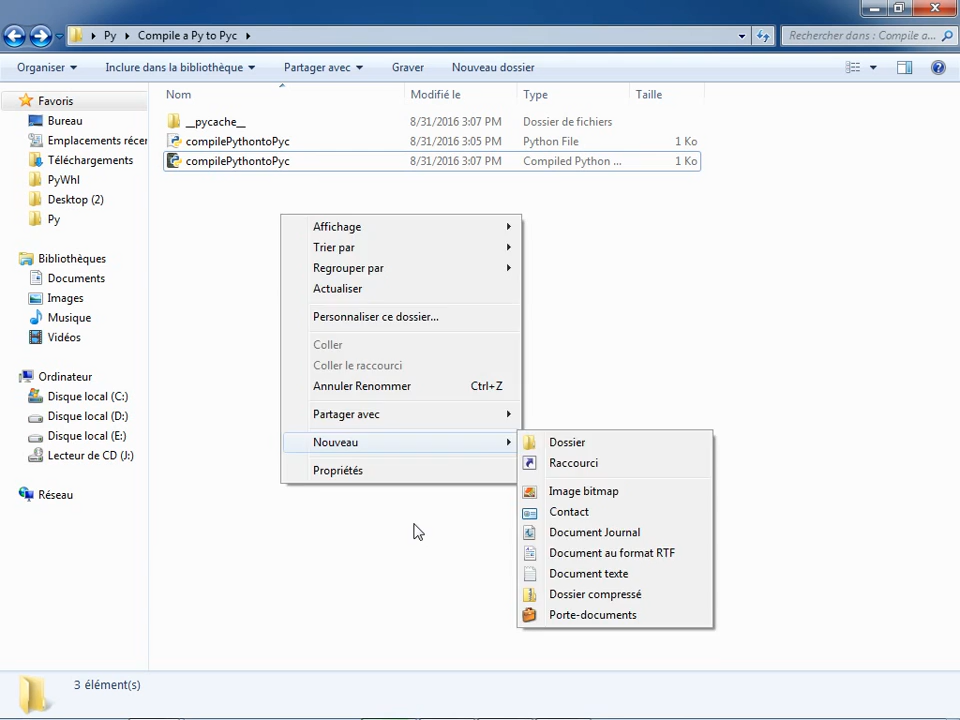 Py
Compile a Py to Pyc
Rechercher dans : Compile a...
Organiser
Inclure dans la bibliothèque
Partager avec
Graver
Nouveau dossier
Nom
Modifié le
Type
Taille
__pycache__
8/31/2016 3:07 PM
Dossier de fichiers
compilePythontoPyc
8/31/2016 3:05 PM
Python File
1 Ko
compilePythontoPyc
8/31/2016 3:07 PM
Compiled Python ...
1 Ko
Favoris
Bureau
Emplacements récer
Téléchargements
PyWhl
Desktop (2)
Py
Bibliothèques
Documents
Images
Musique
Vidéos
Ordinateur
Disque local (C:)
Disque local (D:)
Disque local (E:)
Lecteur de CD (J:)
Réseau
Affichage
Trier par
Regrouper par
Actualiser
Personnaliser ce dossier...
Coller
Coller le raccourci
Annuler Renommer Ctrl+Z
Partager avec
Nouveau
Propriétés
Dossier
Raccourci
Image bitmap
Contact
Document Journal
Document au format RTF
Document texte
Dossier compressé
Porte-documents
3 élément(s)